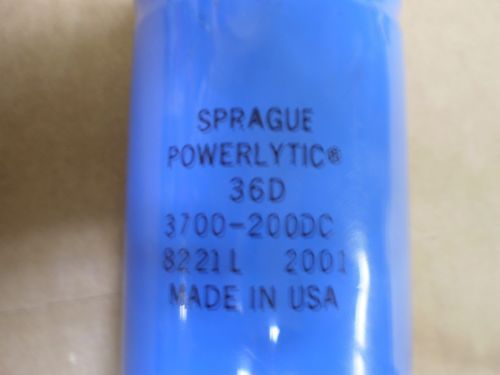 SPRAGUE
POWERLYTIC®
36D
3700-200DC
8221L 2001
MADE IN USA